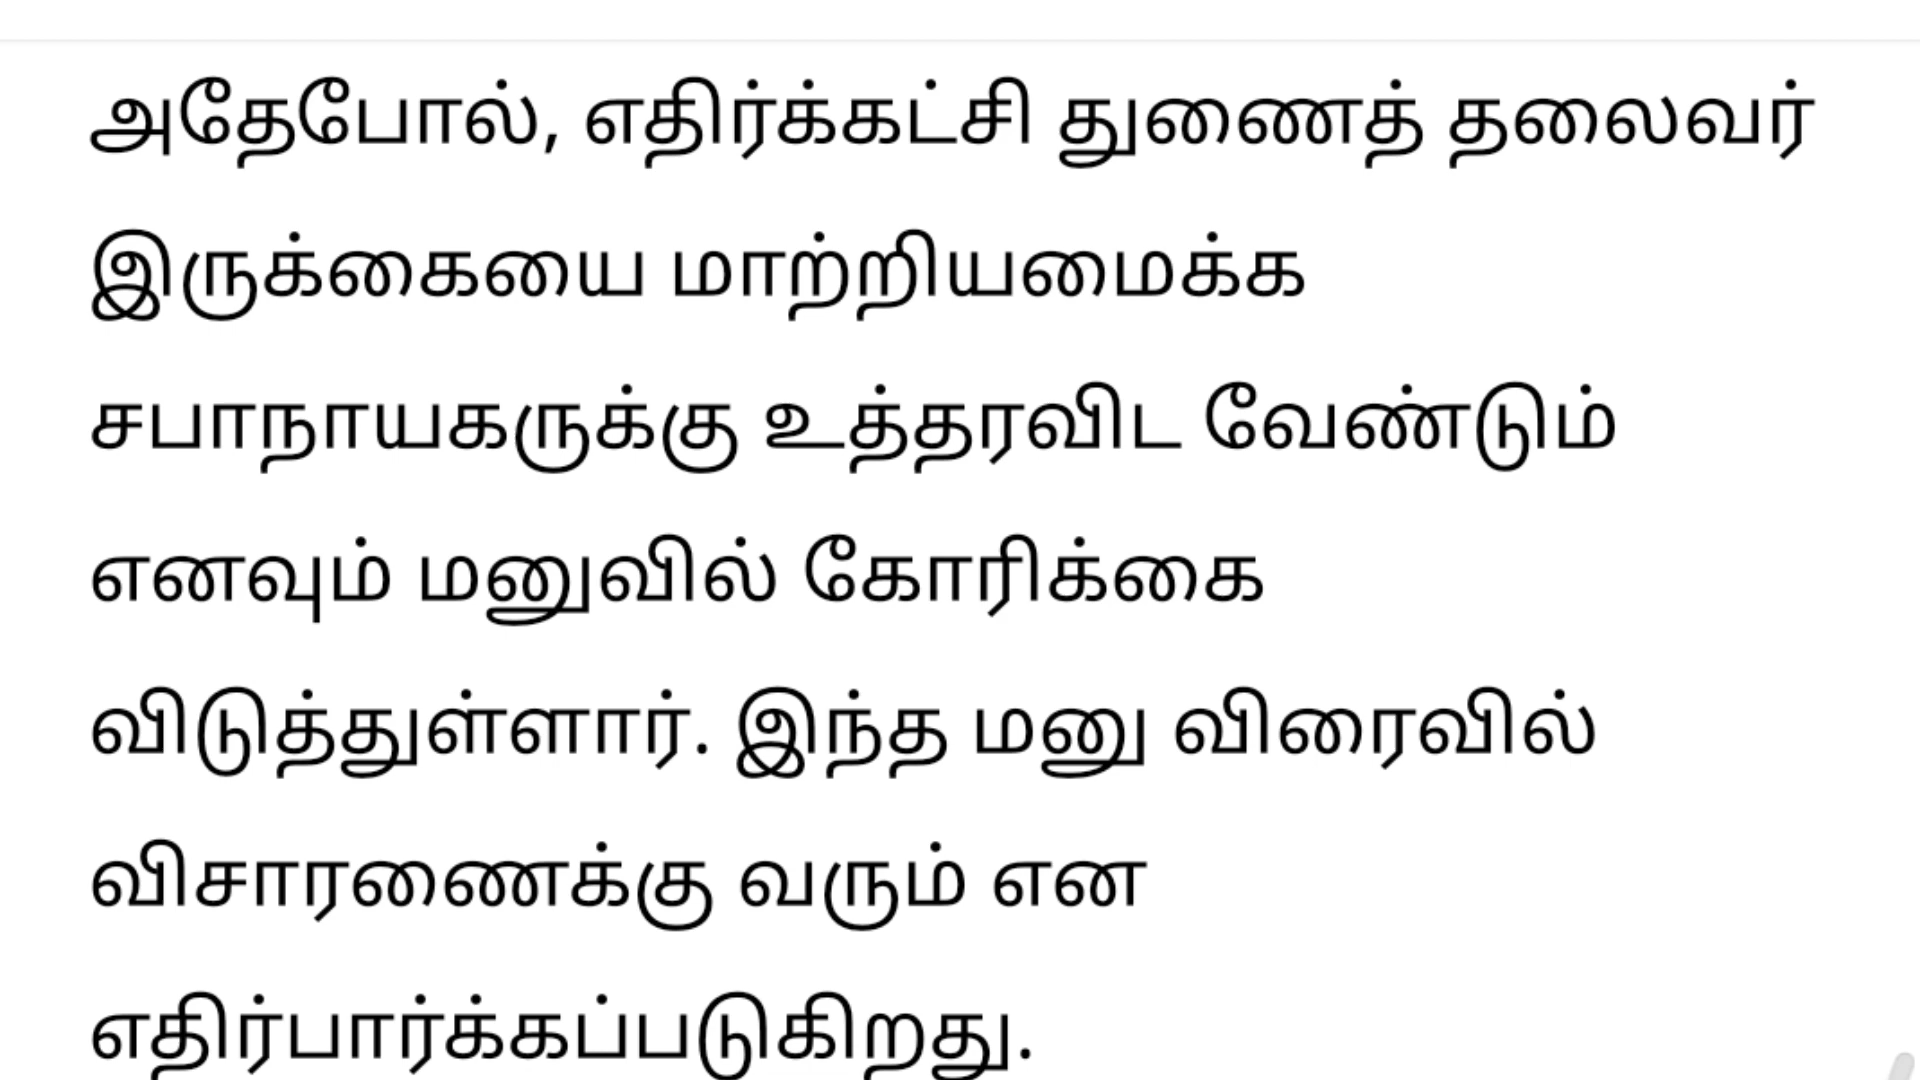 அதேபோல், எதிர்க்கட்சி துணைத் தலைவர்
இருக்கையை மாற்றியமைக்க
சபாநாயகருக்கு உத்தரவிட வேண்டும்
எனவும் மனுவில் கோரிக்கை
விடுத்துள்ளார். இந்த மனு விரைவில்
விசாரணைக்கு வரும் என
எதிர்பார்க்கப்படுகிறது.